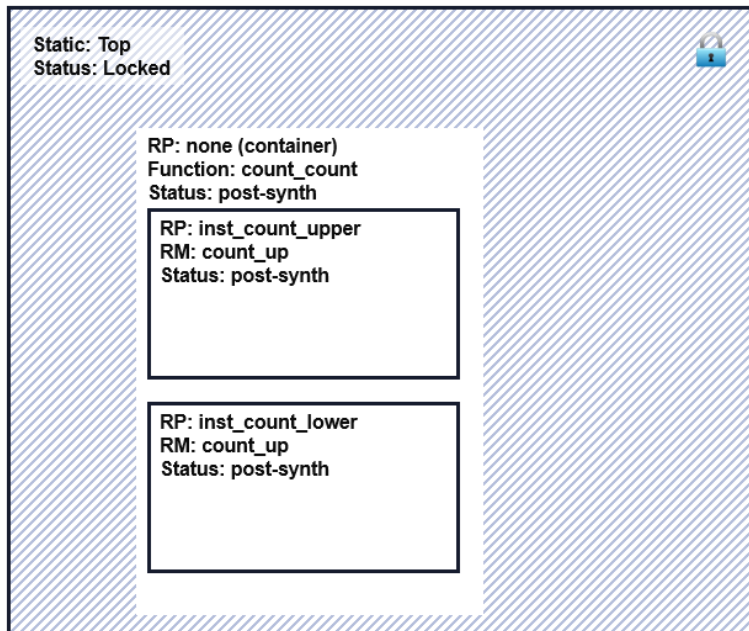 Static: Top
Status: Locked
RP: none (container)
Function: count_count
Status: post-synth
RP: inst_count_upper
RM: count_up
Status: post-synth
RP: inst_count_lower
RM: count_up
Status: post-synth